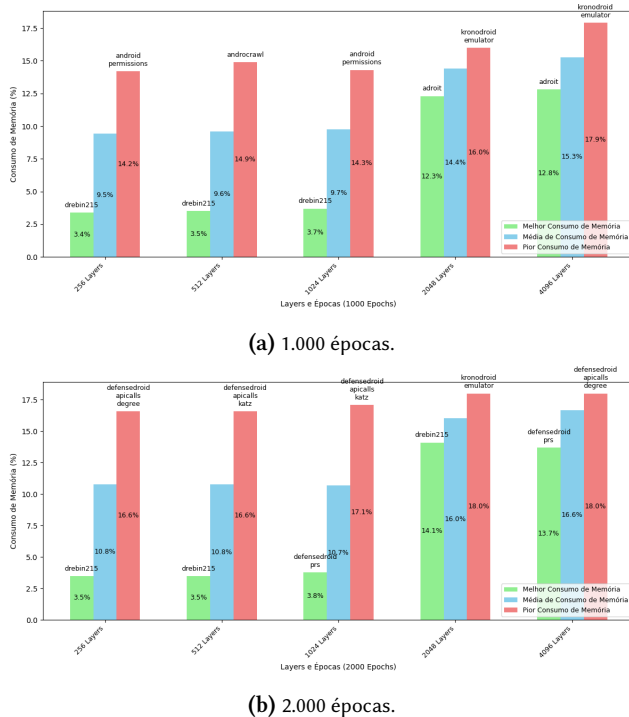 17.5
15.0
12.5
10.0
7.5
5.0
2.5
0.0
Consumo de Memória (%)
android
permissions
androcrawl
android
permissions
kronodroid
emulator
kronodroid
emulator
drebin215
drebin215
drebin215
adroit
adroit
3.4%
9.5%
14.2%
3.5%
9.6%
14.9%
3.7%
9.7%
14.3%
12.3%
14.4%
16.0%
12.8%
15.3%
17.9%
Melhor Consumo de Memória
Média de Consumo de Memória
Pior Consumo de Memória
256 Layers
512 Layers
1024 Layers
2048 Layers
4096 Layers
Layers e Épocas (1000 Epochs)
(a) 1.000 épocas.
17.5
15.0
12.5
10.0
7.5
5.0
2.5
0.0
Consumo de Memória (%)
defensedroid
apicalls
degree
defensedroid
apicalls
katz
defensedroid
apicalls
katz
kronodroid
emulator
defensedroid
apicalls
degree
drebin215
drebin215
defensedroid
prs
drebin215
defensedroid
prs
3.5%
10.8%
16.6%
3.5%
10.8%
16.6%
3.8%
10.7%
17.1%
14.1%
16.0%
18.0%
13.7%
16.6%
18.0%
Melhor Consumo de Memória
Média de Consumo de Memória
Pior Consumo de Memória
256 Layers
512 Layers
1024 Layers
2048 Layers
4096 Layers
Layers e Épocas (2000 Epochs)
(b) 2.000 épocas.